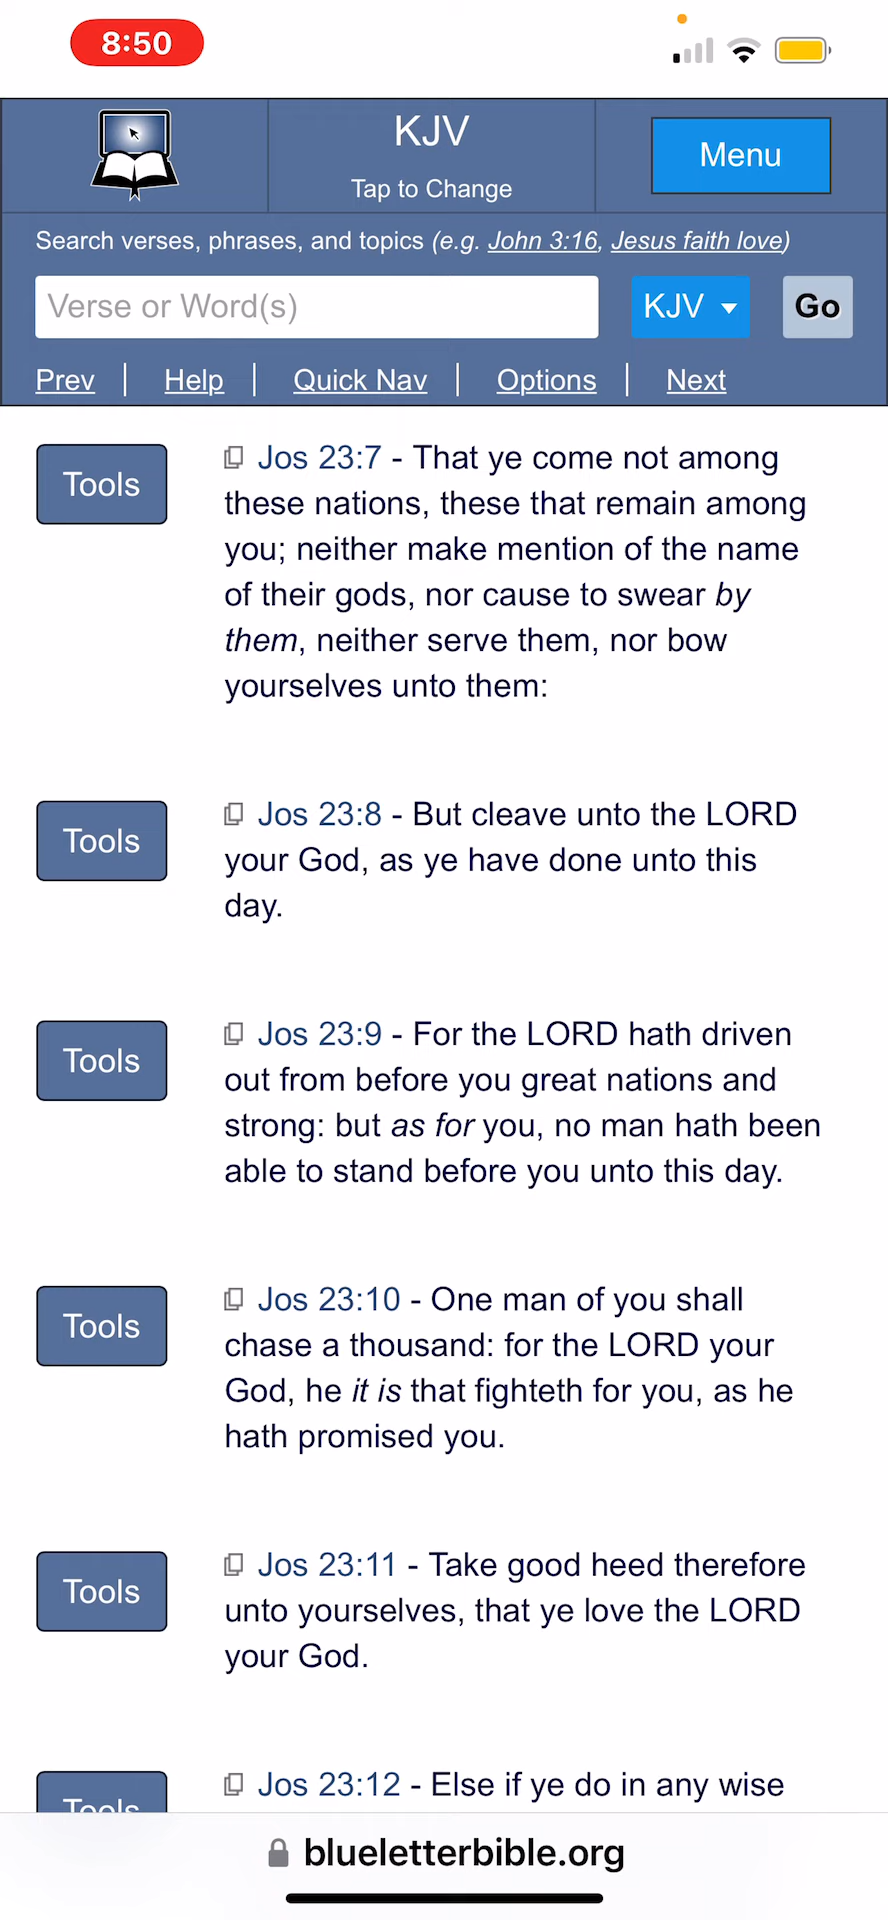 8:50
KJV
Tap to Change
Menu
Search verses, phrases, and topics (e.g. John 3:16, Jesus faith love)
Verse or Word(s)
KJV
Go
Prev | Help | Quick Nav | Options | Next
Tools
Jos 23:7 - That ye come not among
these nations, these that remain among
you; neither make mention of the name
of their gods, nor cause to swear by
them, neither serve them, nor bow
yourselves unto them:
Tools
Jos 23:8 - But cleave unto the LORD
your God, as ye have done unto this
day.
Tools
Jos 23:9 - For the LORD hath driven
out from before you great nations and
strong: but as for you, no man hath been
able to stand before you unto this day.
Tools
Jos 23:10 - One man of you shall
chase a thousand: for the LORD your
God, he it is that fighteth for you, as he
hath promised you.
Tools
Jos 23:11 - Take good heed therefore
unto yourselves, that ye love the LORD
your God.
Tools
Jos 23:12 - Else if ye do in any wise
blueletterbible.org